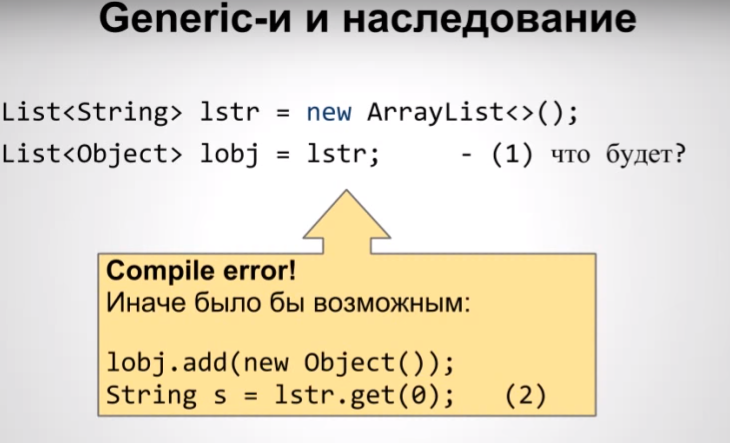 Generic-и и наследование
List<String> lstr = new ArrayList<>();
List<Object> lobj = lstr; - (1) что будет?
Compile error!
Иначе было бы возможным:
lobj.add(new Object());
String s = lstr.get(0); (2)